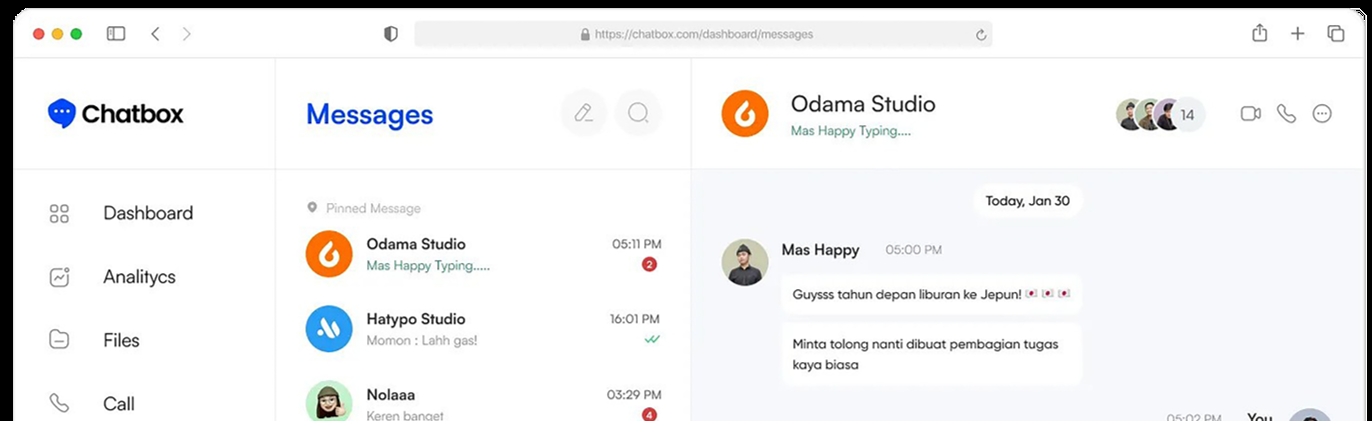 https://chatbox.com/dashboard/messages
Chatbox
Dashboard
Analitycs
Files
Call
Messages
Pinned Message
Odama Studio
05:11 PM
Mas Happy Typing.....
2
Hatypo Studio
16:01 PM
Momon : Lahh gas!
Nolaaa
03:29 PM
Keren banget
4
Odama Studio
Mas Happy Typing....
14
Today, Jan 30
Mas Happy
05:00 PM
Guysss tahun depan liburan ke Jepun! 🇯🇵 🇯🇵 🇯🇵
Minta tolong nanti dibuat pembagian tugas
kaya biasa
05:02 PM
You